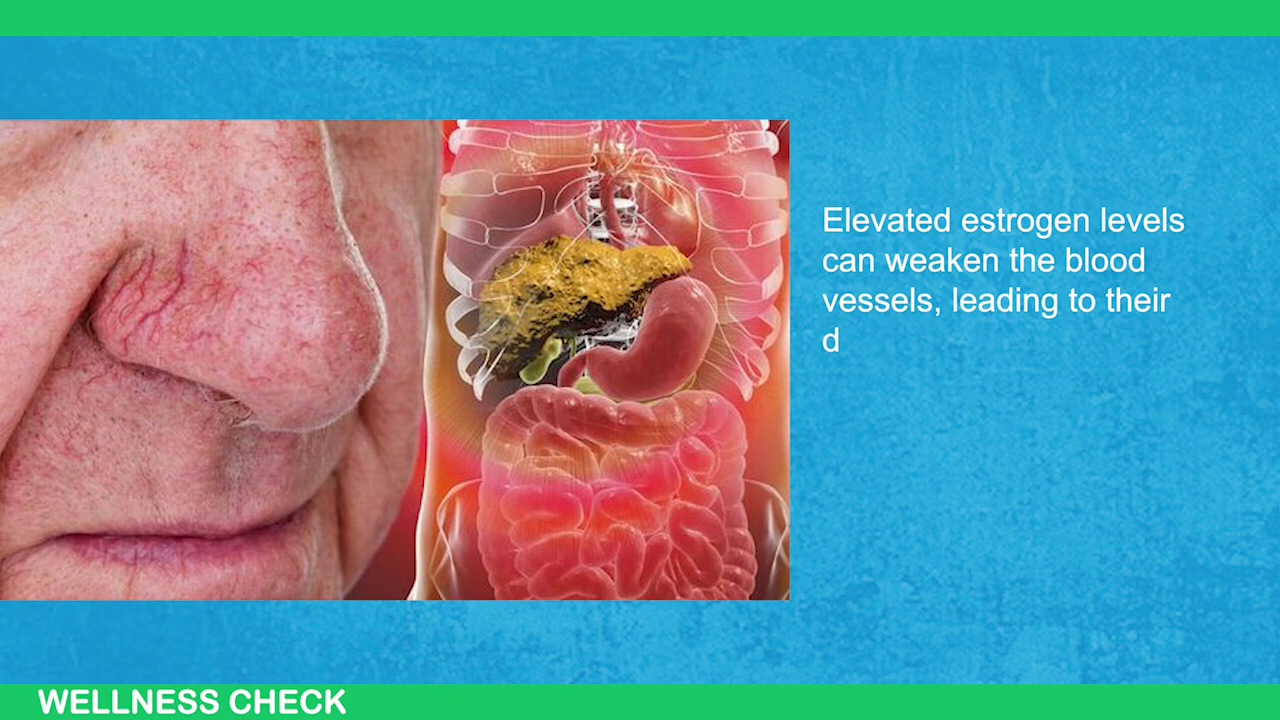 Elevated estrogen levels
can weaken the blood
vessels, leading to their
d
WELLNESS CHECK